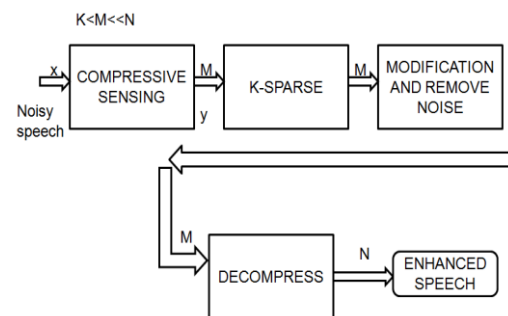 K<M<<N
x
Noisy
speech
COMPRESSIVE
SENSING
M
y
K-SPARSE
M
MODIFICATION
AND REMOVE
NOISE
M
DECOMPRESS
N
ENHANCED
SPEECH